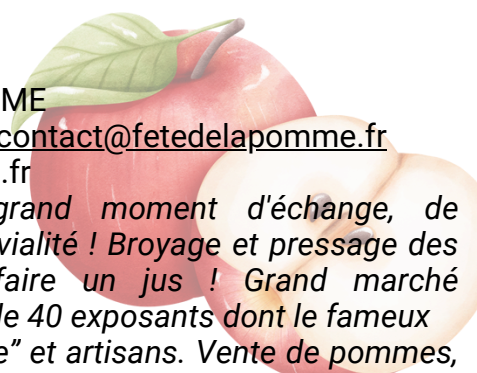 ME
contact@fetedelapomme.fr
.fr
grand moment d'échange, de
vialité ! Broyage et pressage des
faire un jus ! Grand marché
de 40 exposants dont le fameux
e” et artisans. Vente de pommes,